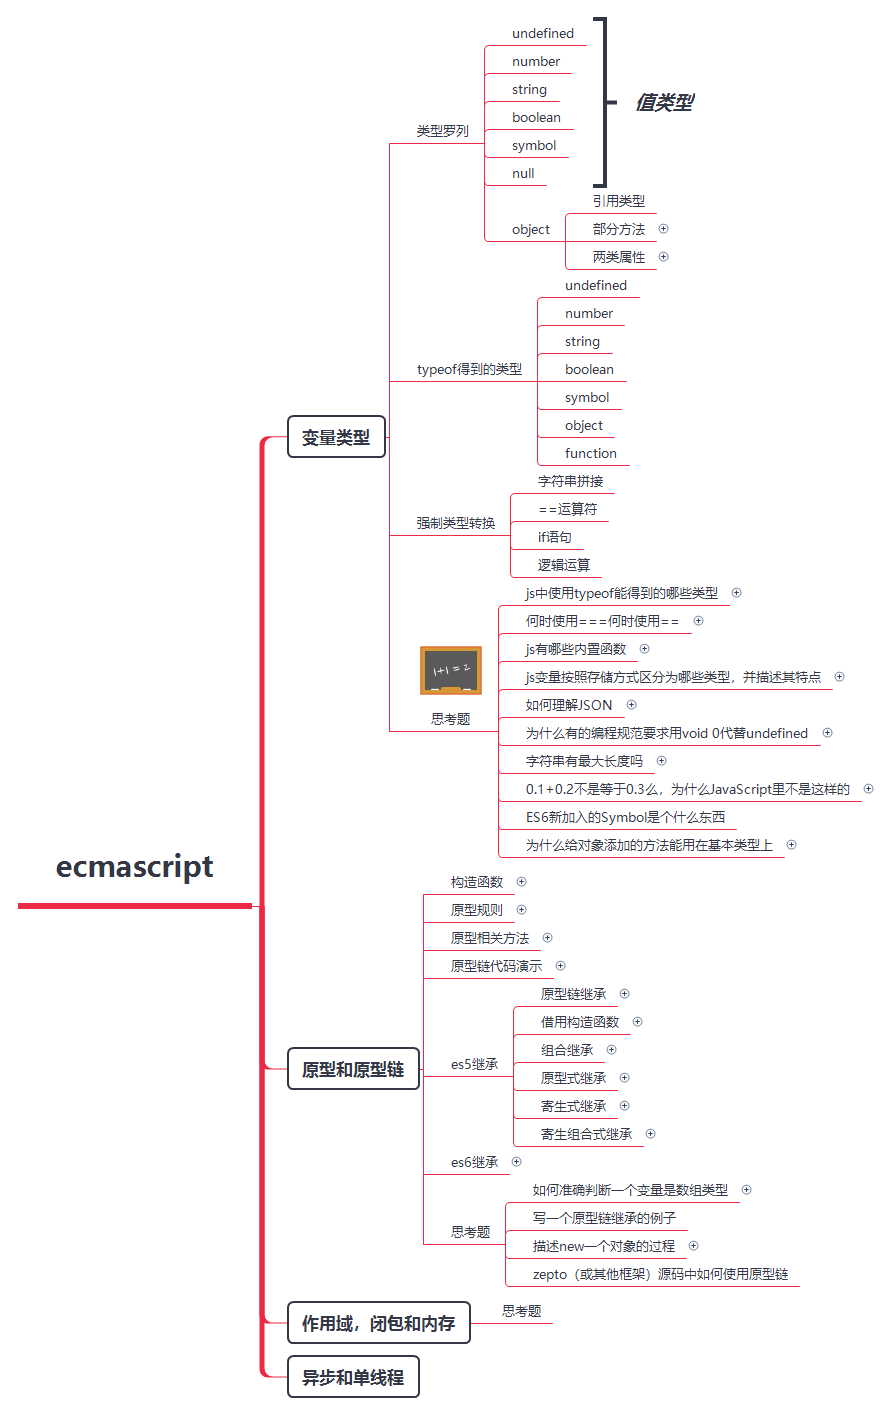 ecmascript
变量类型
类型罗列
undefined
number
string
boolean
symbol
null
值类型
object
引用类型
部分方法
两类属性
typeof得到的类型
undefined
number
string
boolean
symbol
object
function
强制类型转换
字符串拼接
==运算符
if语句
逻辑运算
1+1=2
思考题
js中使用typeof能得到的哪些类型
何时使用===何时使用==
js有哪些内置函数
js变量按照存储方式区分为哪些类型，并描述其特点
如何理解JSON
为什么有的编程规范要求用void 0代替undefined
字符串有最大长度吗
0.1+0.2不是等于0.3么，为什么JavaScript里不是这样的
ES6新加入的Symbol是个什么东西
为什么给对象添加的方法能用在基本类型上
原型和原型链
构造函数
原型规则
原型相关方法
原型链代码演示
es5继承
原型链继承
借用构造函数
组合继承
原型式继承
寄生式继承
寄生组合式继承
es6继承
思考题
如何准确判断一个变量是数组类型
写一个原型链继承的例子
描述new一个对象的过程
zepto（或其他框架）源码中如何使用原型链
作用域，闭包和内存
思考题
异步和单线程